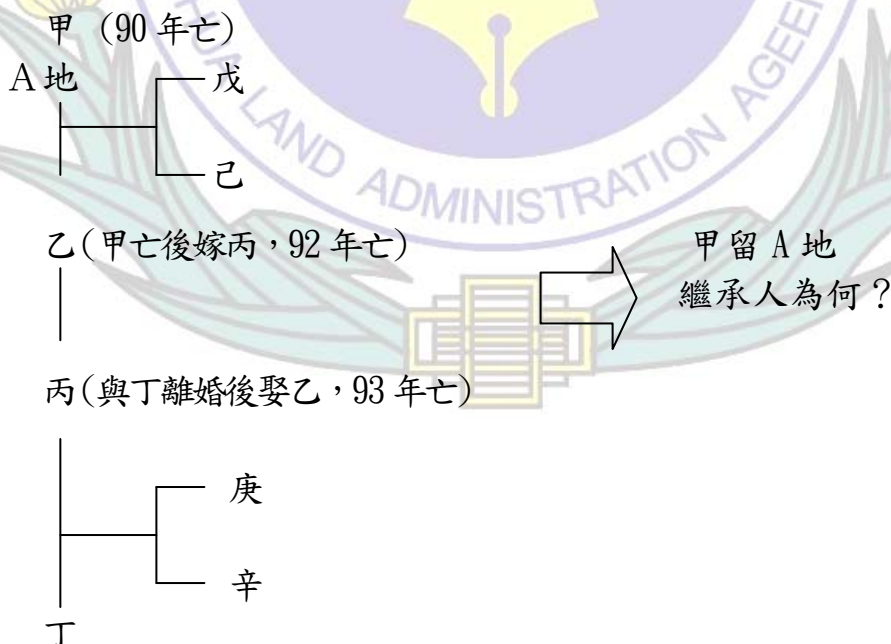 甲（90 年亡）
A 地
戊
己
乙(甲亡後嫁丙，92 年亡)
甲留 A 地
繼承人為何？
丙(與丁離婚後娶乙，93 年亡)
庚
辛
丁
LAND ADMINISTRATION